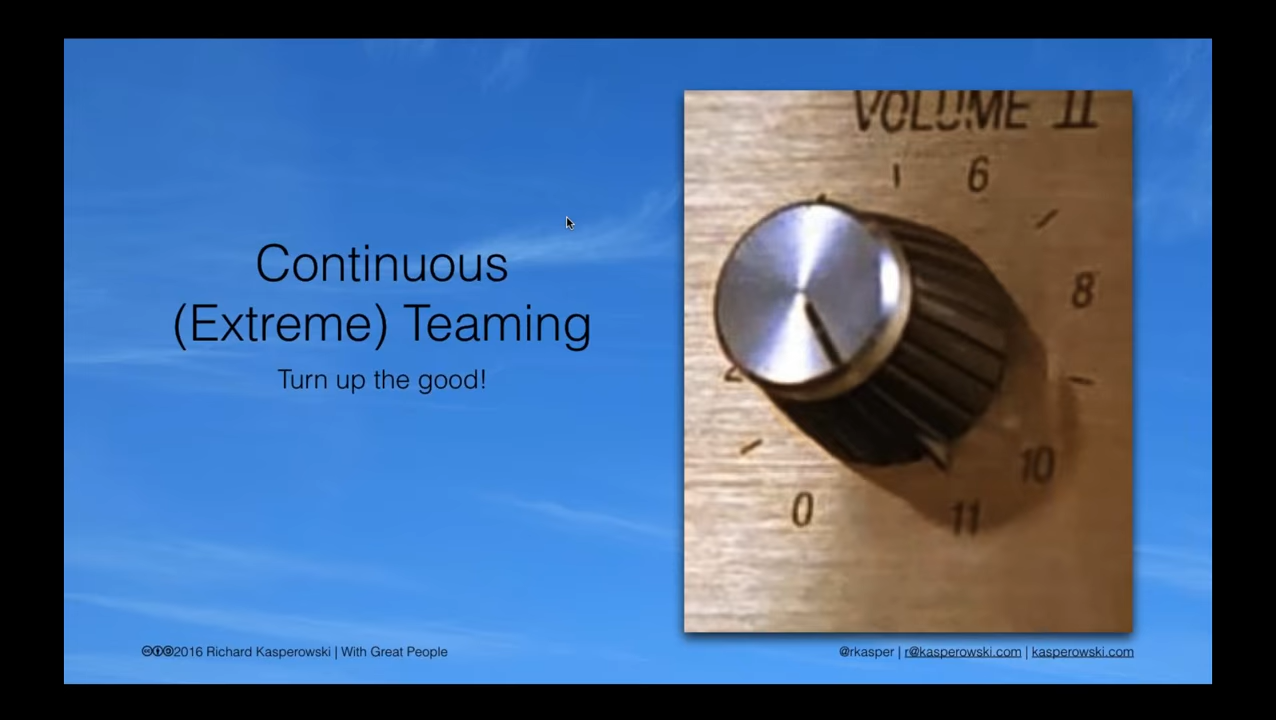 Continuous
(Extreme) Teaming
Turn up the good!
VOLUME II
6
8
2
10
0
11
2016 Richard Kasperowski | With Great People
@rkasper | r@kasperowski.com | kasperowski.com